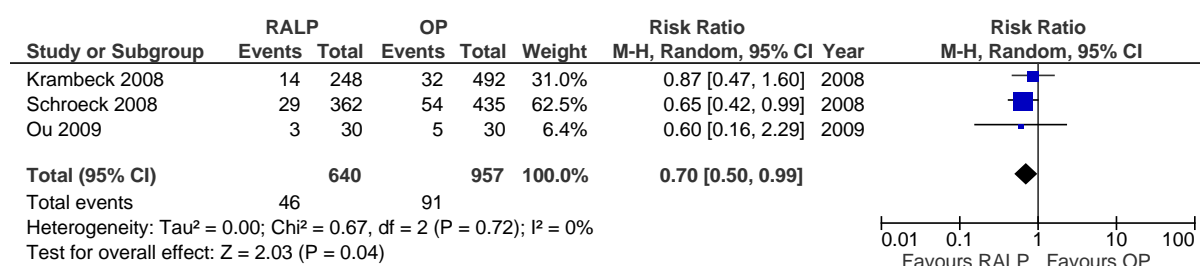 RALP OP Risk Ratio Risk Ratio
Study or Subgroup Events Total Events Total Weight M-H, Random, 95% CI Year M-H, Random, 95% CI
Krambeck 2008 14 248 32 492 31.0% 0.87 [0.47, 1.60] 2008
Schroeck 2008 29 362 54 435 62.5% 0.65 [0.42, 0.99] 2008
Ou 2009 3 30 5 30 6.4% 0.60 [0.16, 2.29] 2009
Total (95% CI) 640 957 100.0% 0.70 [0.50, 0.99]
Total events 46 91
Heterogeneity: Tau² = 0.00; Chi² = 0.67, df = 2 (P = 0.72); I² = 0%
Test for overall effect: Z = 2.03 (P = 0.04)
0.01 0.1 1 10 100
Favours RALP Favours OP